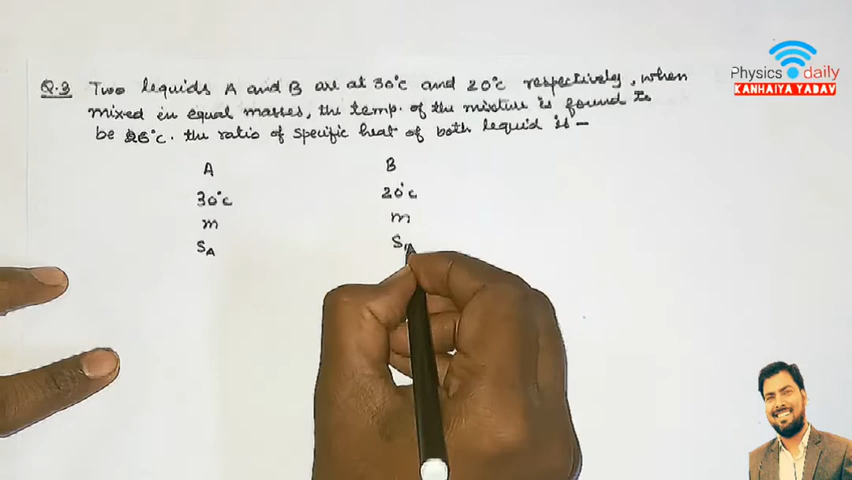 Physics daily
KANHAIYA YADAV
Q.3 Two liquids A and B are at 30°C and 20°C respectively, when
mixed in equal masses, the temp. of the mixture is found to
be 26°C. the ratio of specific heat of both liquid is -
A B
30°C 20°C
m m
SA S